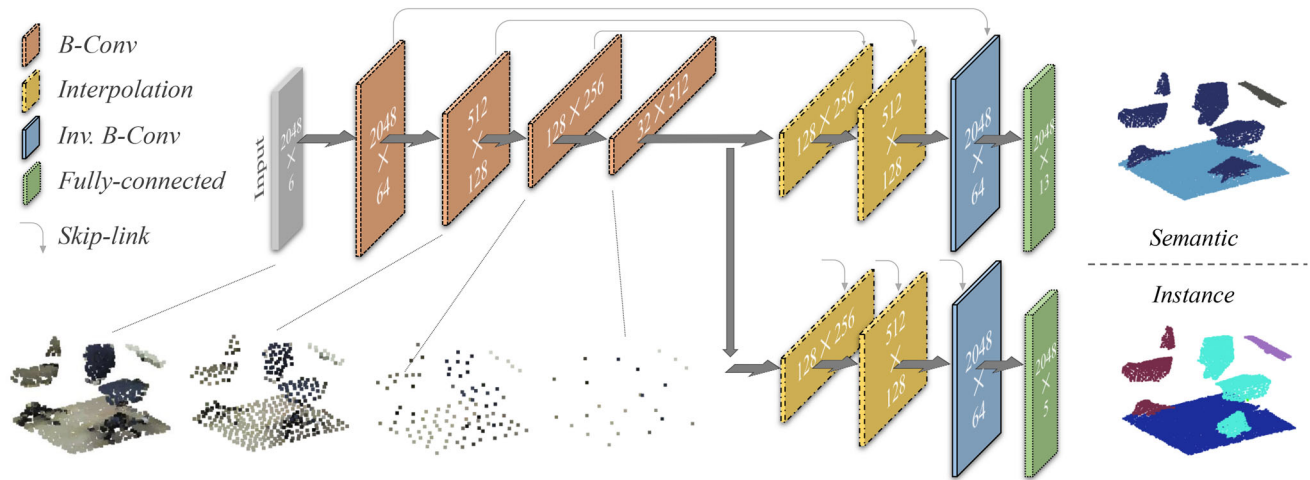 B-Conv
Interpolation
Inv. B-Conv
Fully-connected
Skip-link
Input
2048 X 6
2048 X 64
512 X 128
128 X 256
32 X 512
128 X 256
512 X 128
2048 X 64
2048 X 13
Semantic
Instance
128 X 256
512 X 128
2048 X 64
2048 X 5